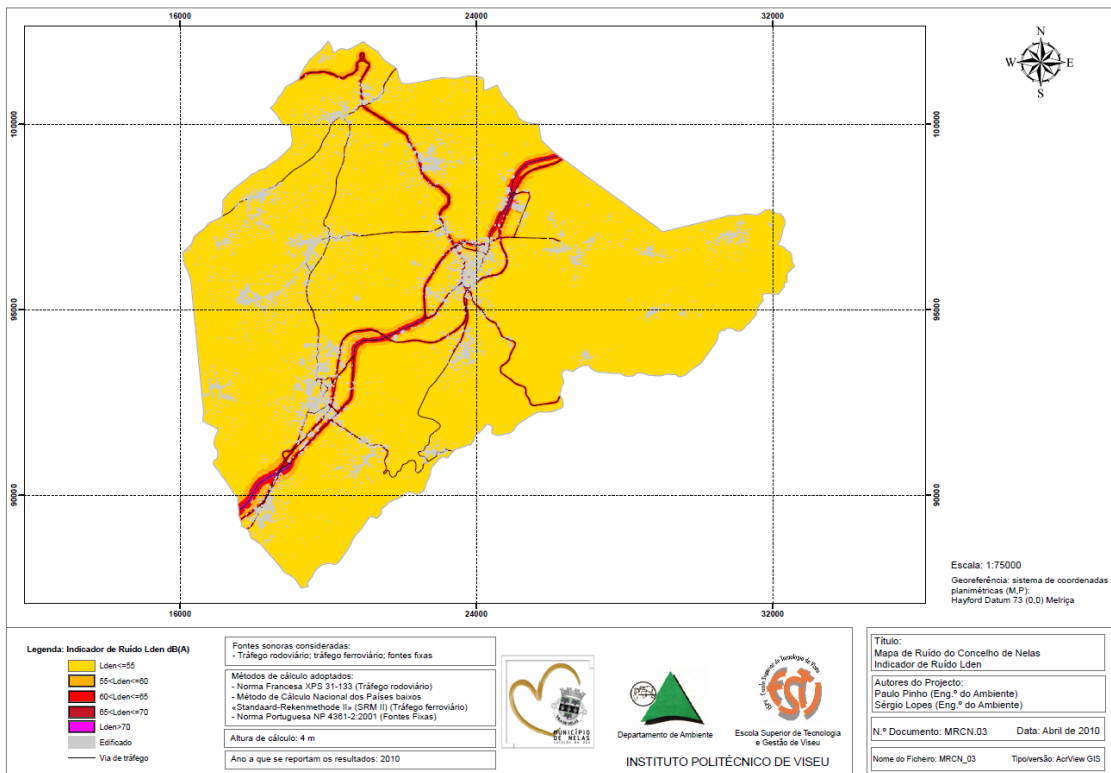 16000
24000
32000
N
W
E
S
100000
100000
95000
95000
90000
90000
16000
24000
32000
Escala: 1:75000
Georeferência: sistema de coordenadas
planimétricas (M,P):
Hayford Datum 73 (0,0) Melriça
Legenda: Indicador de Ruído Lden dB(A)
Lden<=55
55<Lden<=60
60<Lden<=65
65<Lden<=70
Lden>70
Edificado
Via de tráfego
Fontes sonoras consideradas:
- Tráfego rodoviário; tráfego ferroviário; fontes fixas
Métodos de cálculo adoptados:
- Norma Francesa XPS 31-133 (Tráfego rodoviário)
- Método de Cálculo Nacional dos Países baixos
«Standaard-Rekenmethode II» (SRM II) (Tráfego ferroviário)
- Norma Portuguesa NP 4361-2:2001 (Fontes Fixas)
Altura de cálculo: 4 m
Ano a que se reportam os resultados: 2010
MUNICÍPIO
DE NELAS
Departamento de Ambiente
Escola Superior de Tecnologia
e Gestão de Viseu
INSTITUTO POLITÉCNICO DE VISEU
Título:
Mapa de Ruído do Concelho de Nelas
Indicador de Ruído Lden
Autores do Projecto:
Paulo Pinho (Eng.º do Ambiente)
Sérgio Lopes (Eng.º do Ambiente)
N.º Documento: MRCN.03
Data: Abril de 2010
Nome do Ficheiro: MRCN_03
Tipo/versão: AcrView GIS